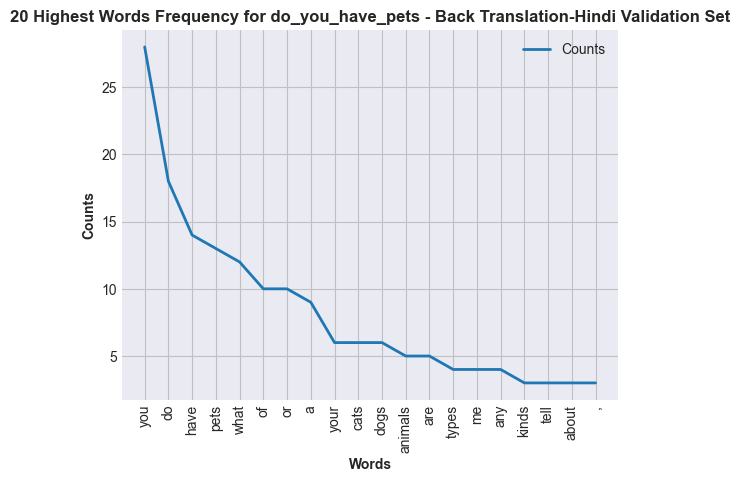 20 Highest Words Frequency for do_you_have_pets - Back Translation-Hindi Validation Set
Counts
Counts
25
20
15
10
5
you
do
have
pets
what
of
or
a
your
cats
dogs
animals
are
types
me
any
kinds
tell
about
,
Words